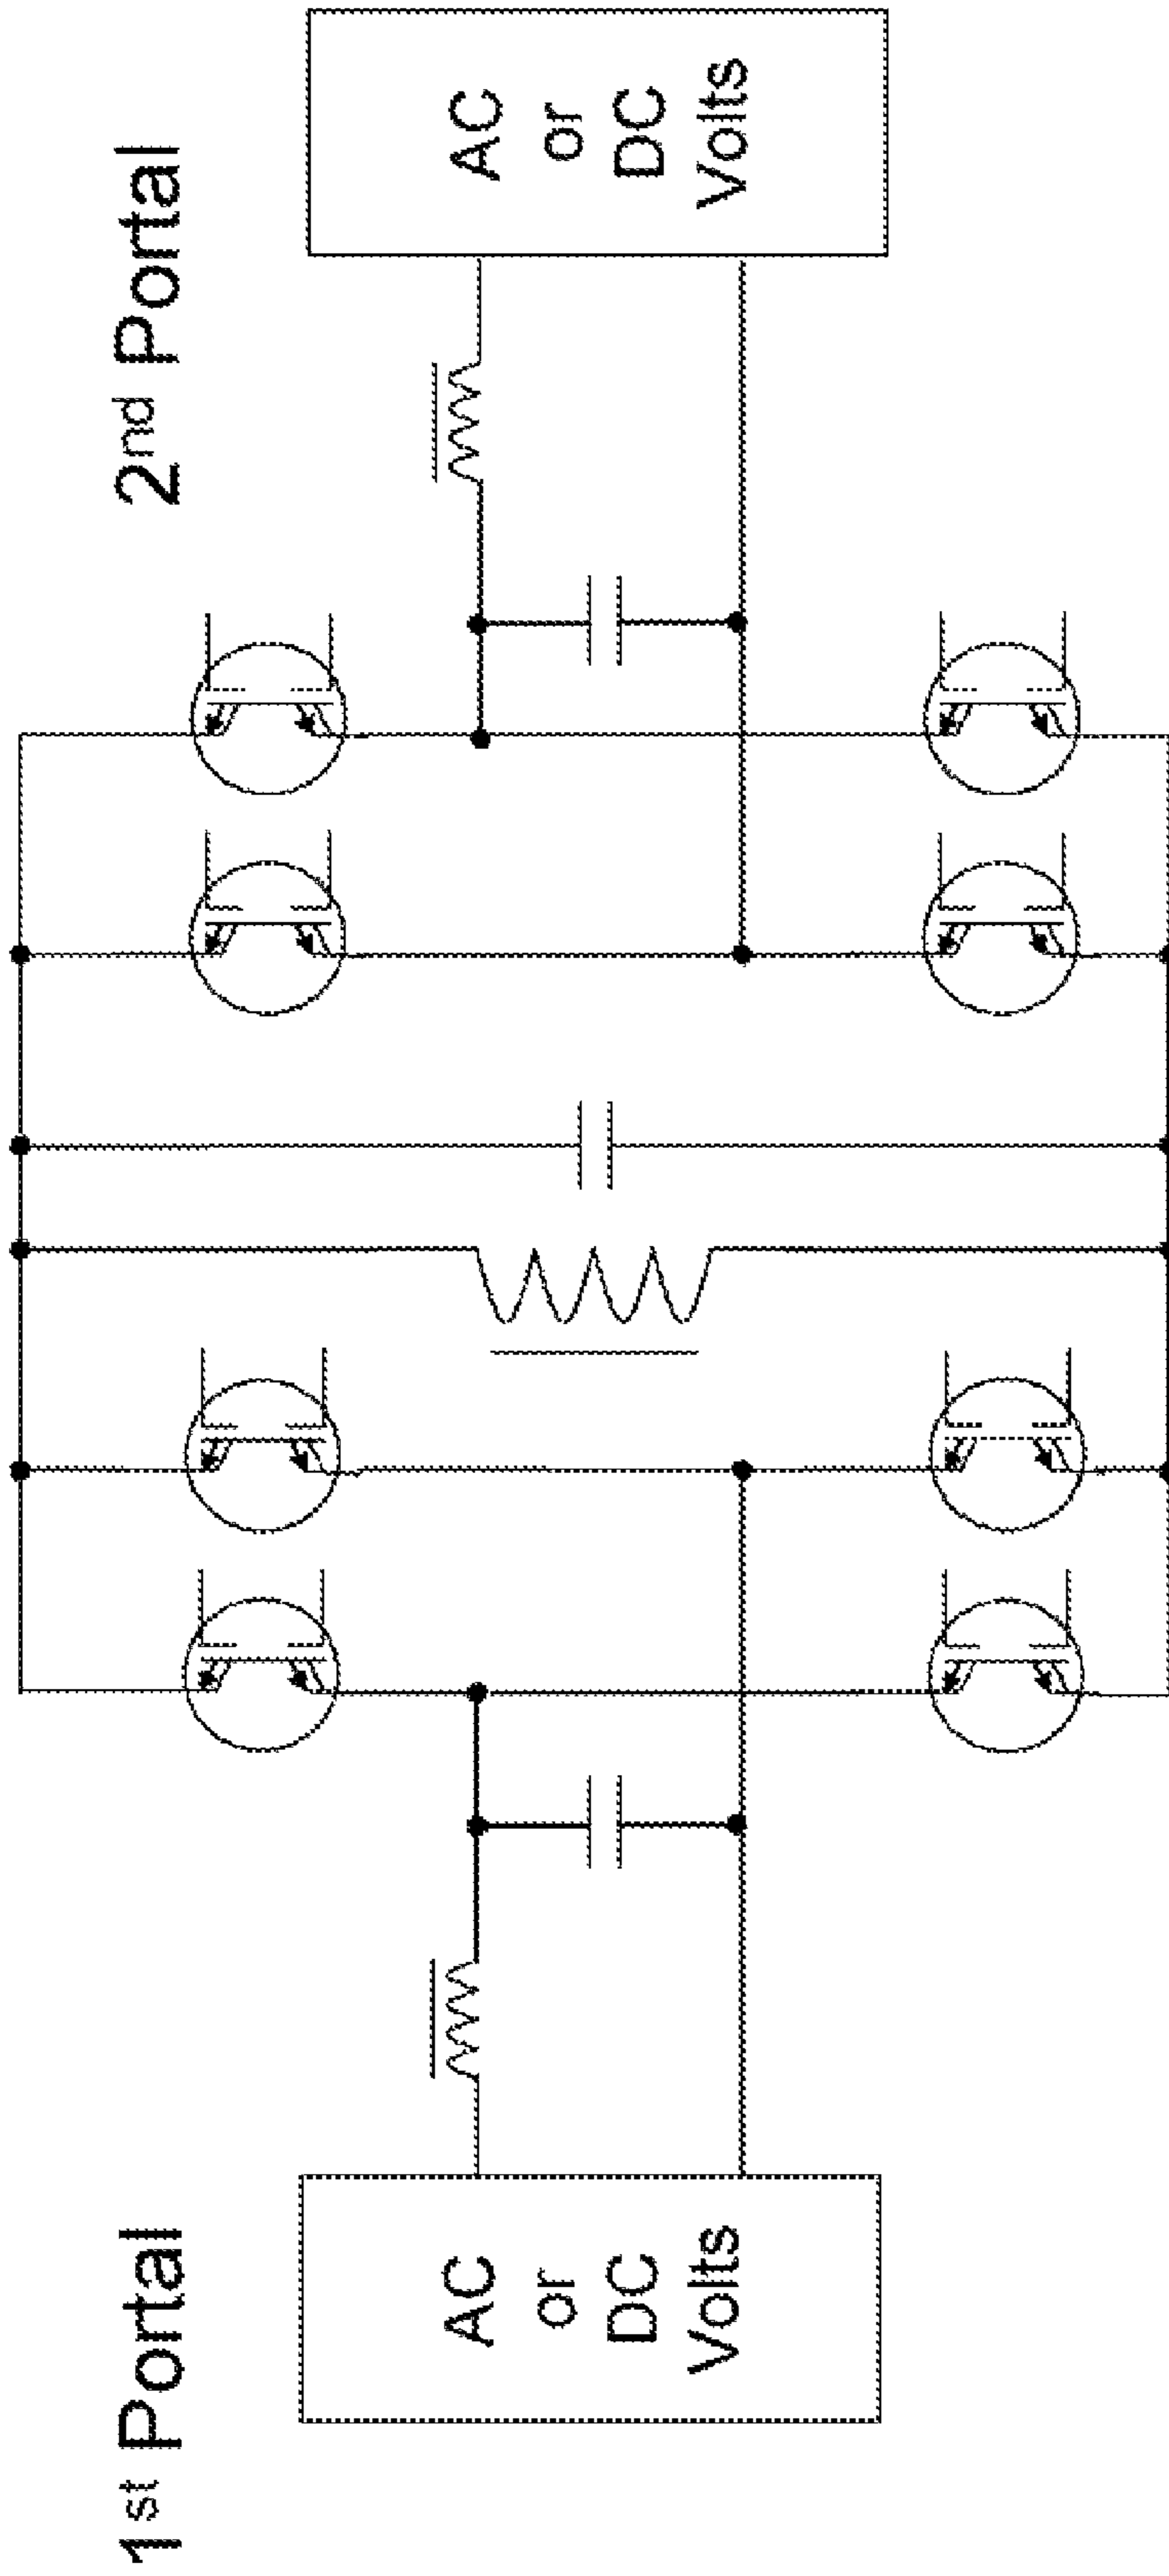 1st Portal
AC
or
DC
Volts
2nd Portal
AC
or
DC
Volts